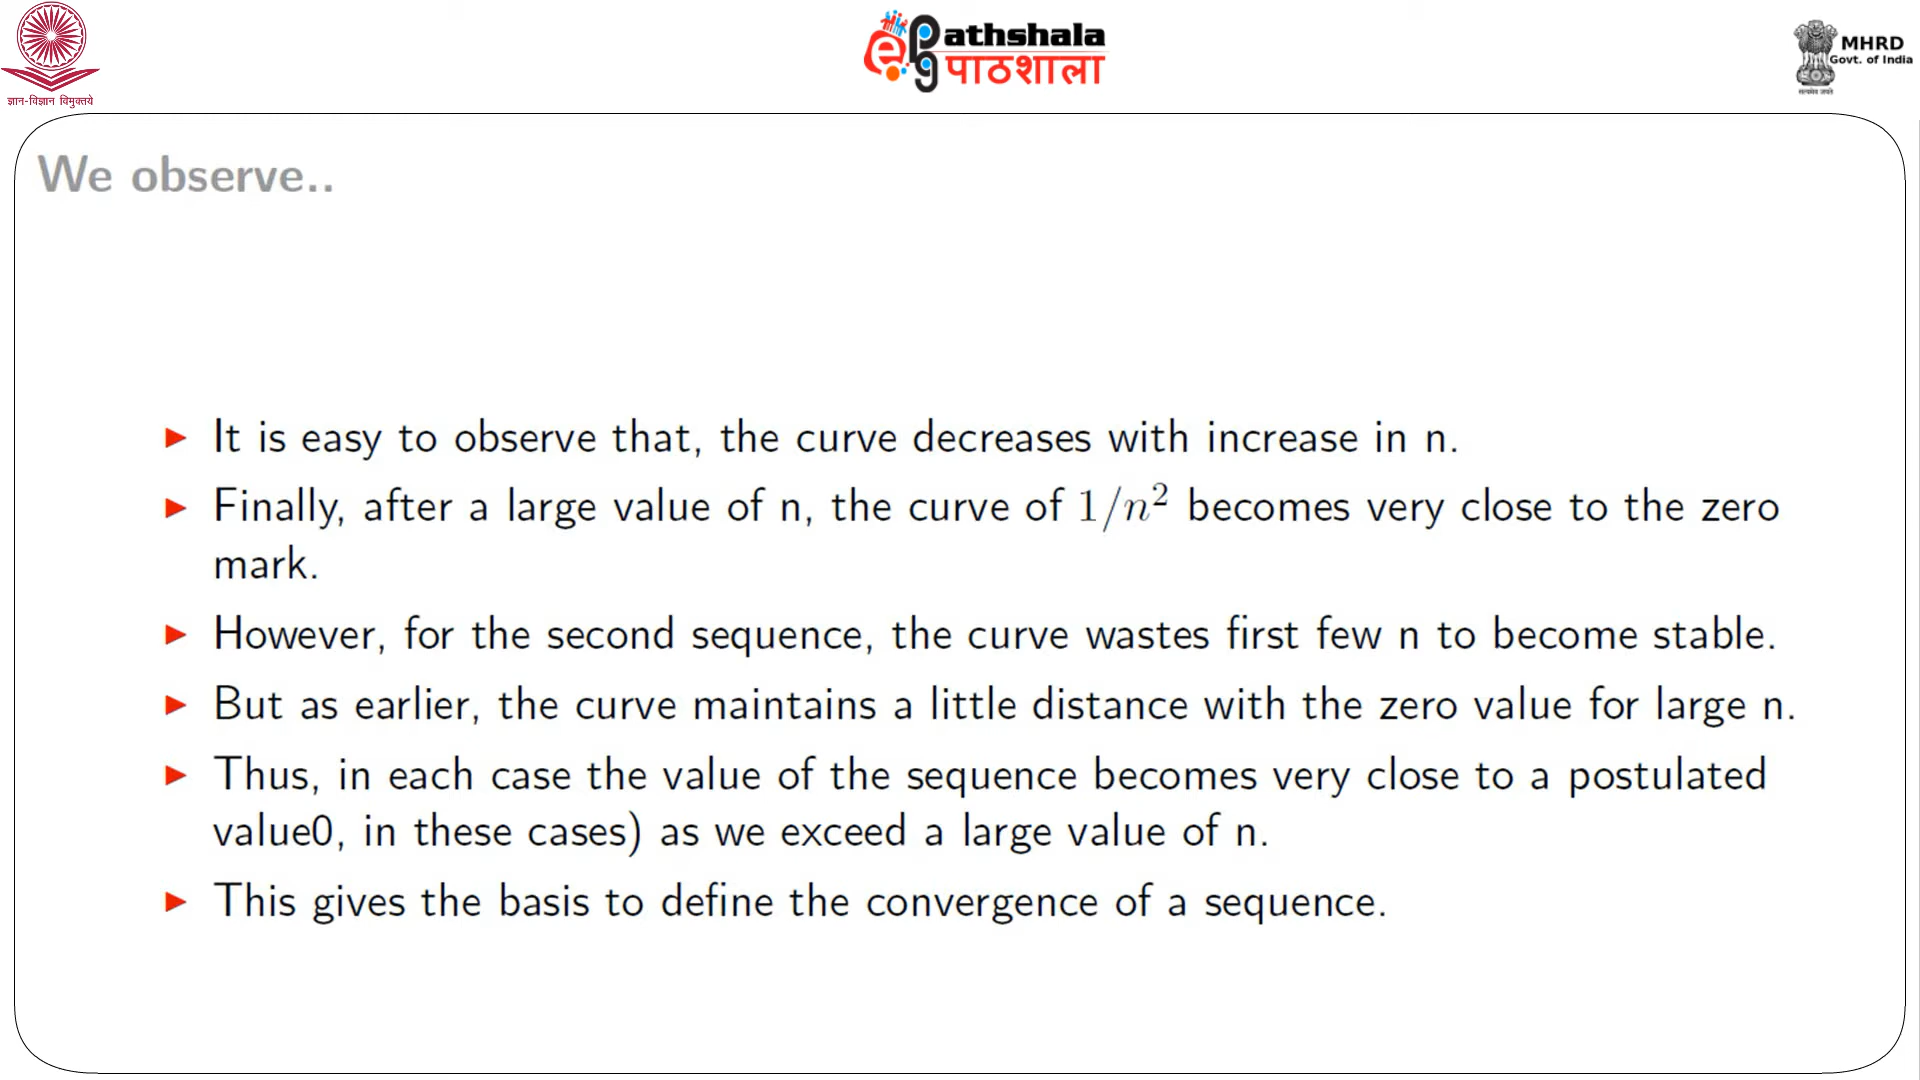 ज्ञान-विज्ञान विमुक्तये
ePg Pathshala
पाठशाला
MHRD
Govt. of India
सत्यमेव जयते
We observe..
► It is easy to observe that, the curve decreases with increase in n.
► Finally, after a large value of n, the curve of 1/n² becomes very close to the zero
mark.
► However, for the second sequence, the curve wastes first few n to become stable.
► But as earlier, the curve maintains a little distance with the zero value for large n.
► Thus, in each case the value of the sequence becomes very close to a postulated
value0, in these cases) as we exceed a large value of n.
► This gives the basis to define the convergence of a sequence.